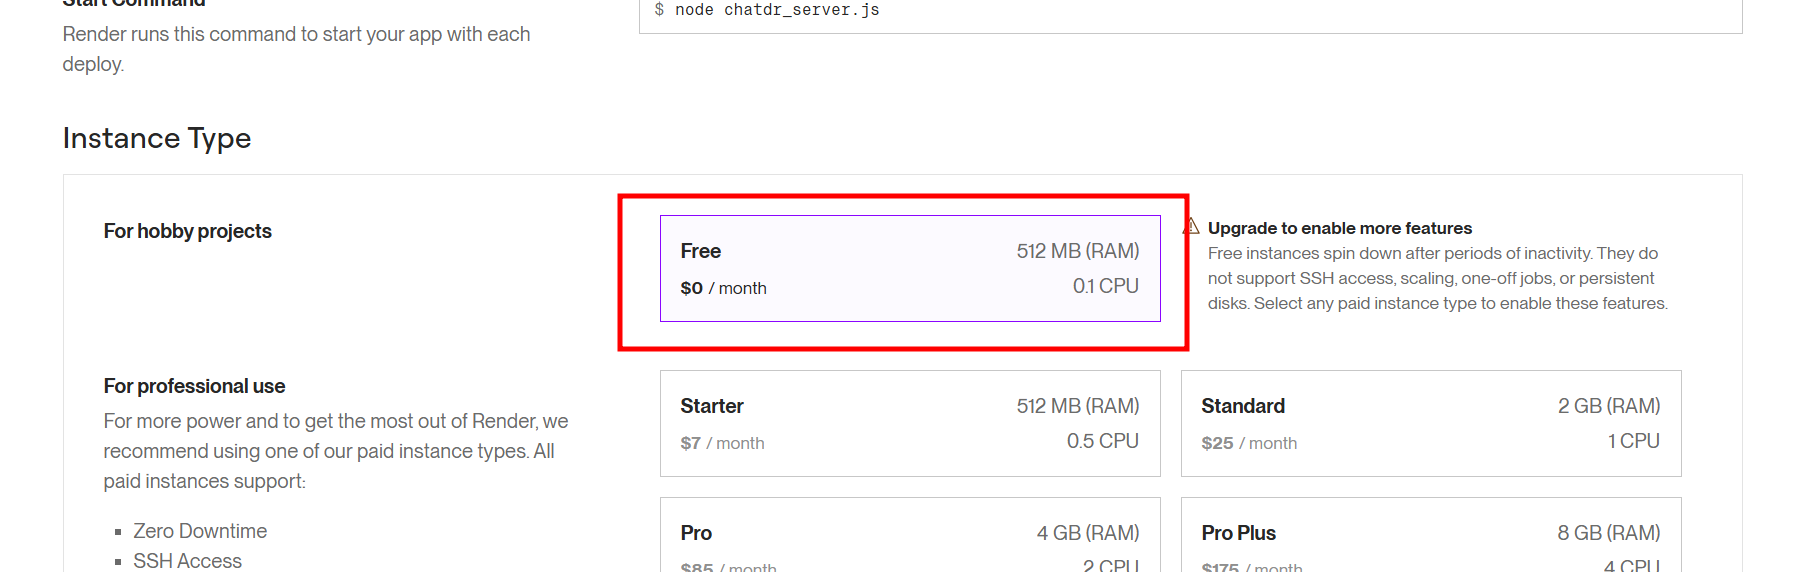 Start Command
Render runs this command to start your app with each
deploy.
$ node chatdr_server.js
Instance Type
For hobby projects
Free
512 MB (RAM)
$0 / month
0.1 CPU
Upgrade to enable more features
Free instances spin down after periods of inactivity. They do
not support SSH access, scaling, one-off jobs, or persistent
disks. Select any paid instance type to enable these features.
For professional use
For more power and to get the most out of Render, we
recommend using one of our paid instance types. All
paid instances support:
▪ Zero Downtime
▪ SSH Access
Starter
512 MB (RAM)
$7 / month
0.5 CPU
Standard
2 GB (RAM)
$25 / month
1 CPU
Pro
4 GB (RAM)
$85 / month
2 CPU
Pro Plus
8 GB (RAM)
$175 / month
4 CPU